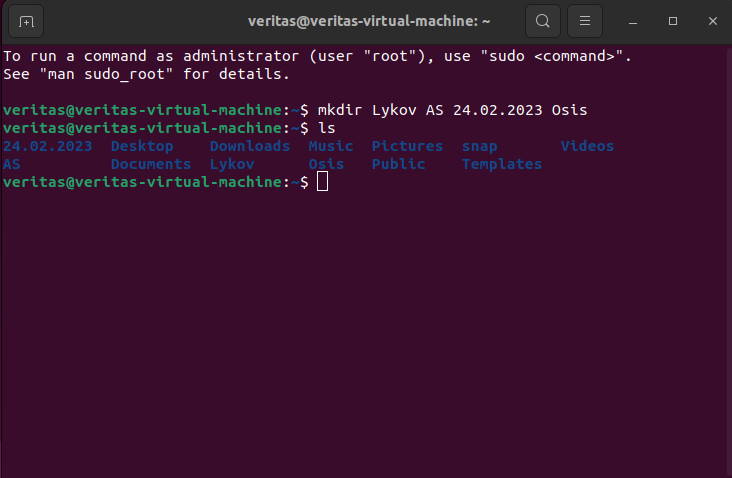 veritas@veritas-virtual-machine: ~
To run a command as administrator (user "root"), use "sudo <command>".
See "man sudo_root" for details.
veritas@veritas-virtual-machine:~$ mkdir Lykov AS 24.02.2023 Osis
veritas@veritas-virtual-machine:~$ ls
24.02.2023  Desktop    Downloads  Music  Pictures  snap       Videos
AS          Documents  Lykov      Osis   Public    Templates
veritas@veritas-virtual-machine:~$